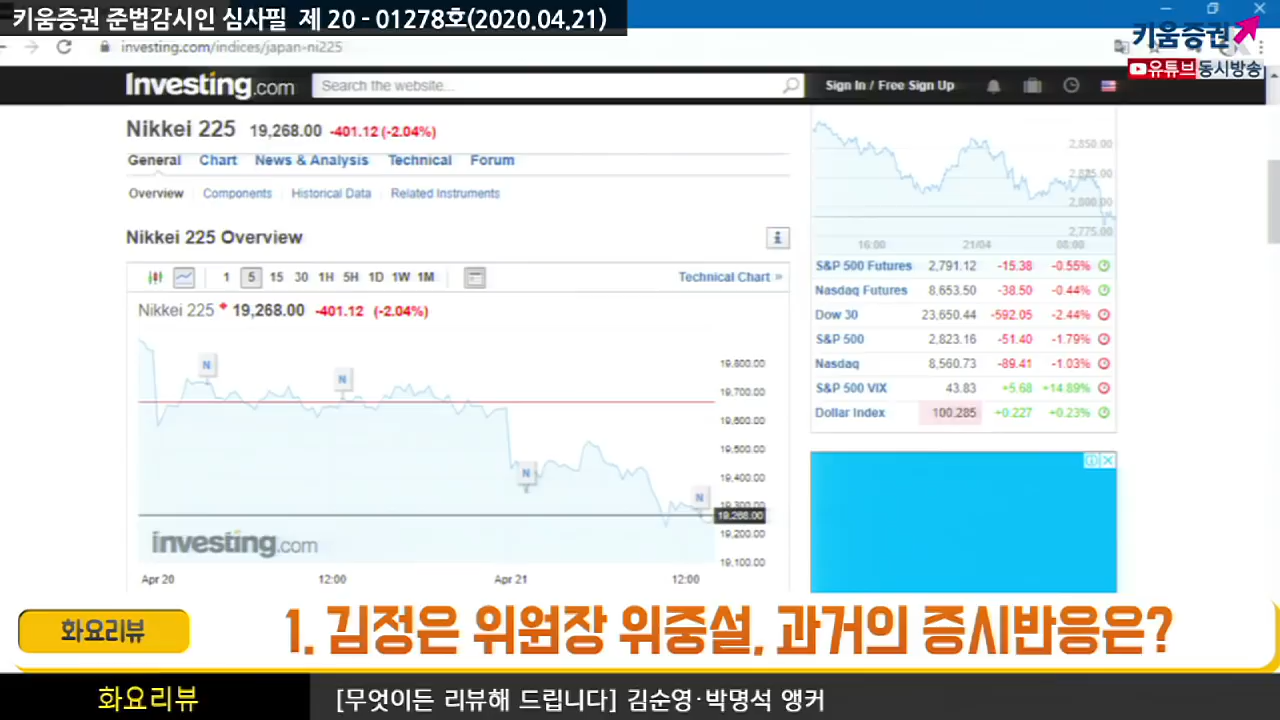 키움증권 준법감시인 심사필 제 20 - 01278호(2020.04.21)
키움증권
유튜브동시방송
investing.com/indices/japan-ni225
Investing.com
Search the website...
Sign In / Free Sign Up
Nikkei 225 19,268.00 -401.12 (-2.04%)
General Chart News & Analysis Technical Forum
Overview Components Historical Data Related Instruments
Nikkei 225 Overview
1 5 15 30 1H 5H 1D 1W 1M
Technical Chart »
Nikkei 225 19,268.00 -401.12 (-2.04%)
N
N
N
N
19,800.00
19,700.00
19,600.00
19,500.00
19,400.00
19,300.00
19,268.00
19,200.00
19,100.00
investing.com
Apr 20 12:00 Apr 21 12:00
2,850.00
2,825.00
2,800.00
2,775.00
16:00 21/04 08:00
S&P 500 Futures 2,791.12 -15.38 -0.55%
Nasdaq Futures 8,653.50 -38.50 -0.44%
Dow 30 23,650.44 -592.05 -2.44%
S&P 500 2,823.16 -51.40 -1.79%
Nasdaq 8,560.73 -89.41 -1.03%
S&P 500 VIX 43.83 +5.68 +14.89%
Dollar Index 100.285 +0.227 +0.23%
화요리뷰
1. 김정은 위원장 위중설, 과거의 증시반응은?
화요리뷰
[무엇이든 리뷰해 드립니다] 김순영·박명석 앵커